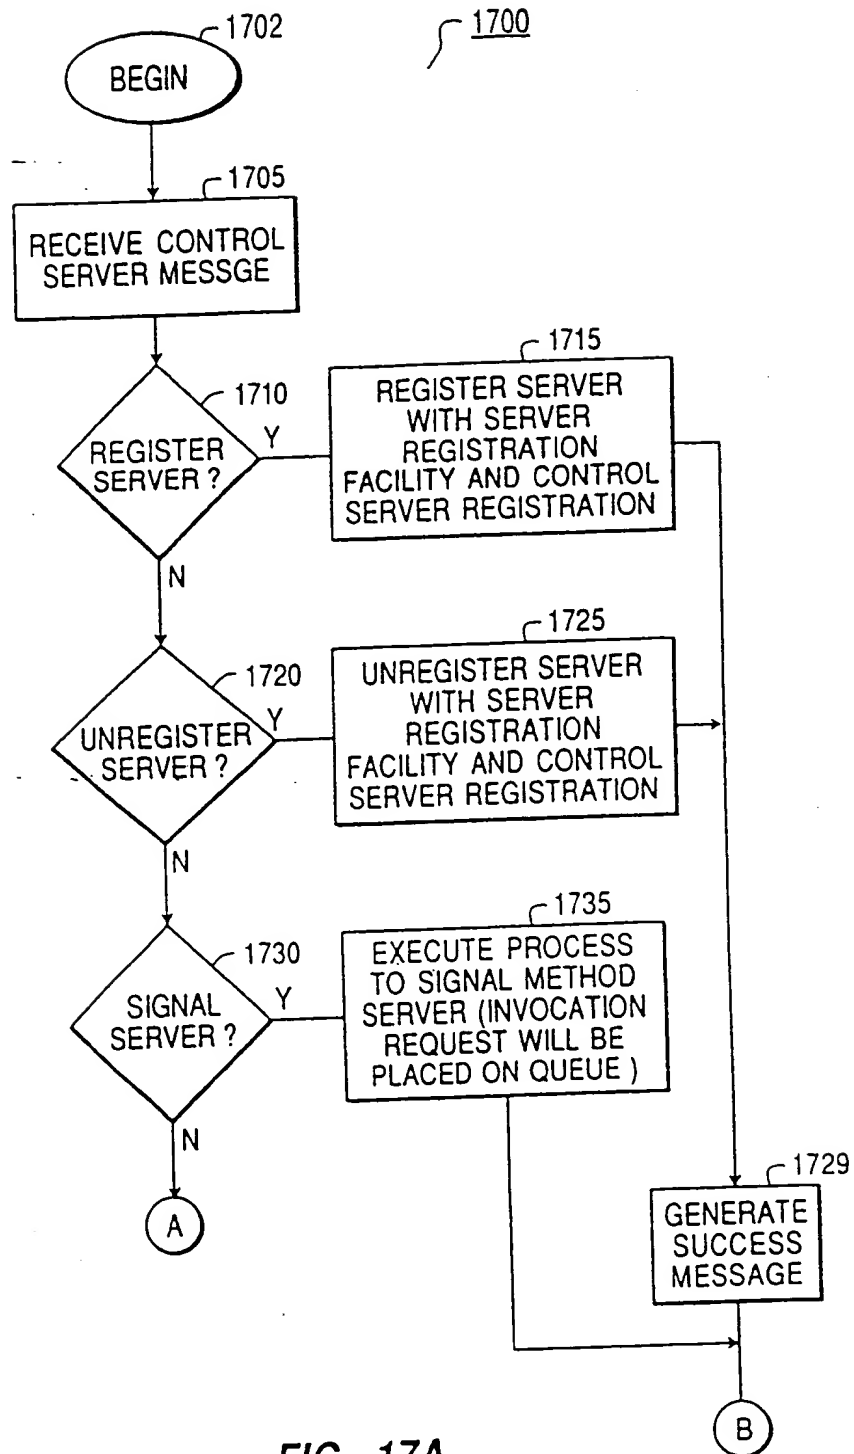 1702
1700
BEGIN
1705
RECEIVE CONTROL
SERVER MESSGE
1710
REGISTER
SERVER ?
Y
N
1715
REGISTER SERVER
WITH SERVER
REGISTRATION
FACILITY AND CONTROL
SERVER REGISTRATION
1720
UNREGISTER
SERVER ?
Y
N
1725
UNREGISTER SERVER
WITH SERVER
REGISTRATION
FACILITY AND CONTROL
SERVER REGISTRATION
1730
SIGNAL
SERVER ?
Y
N
1735
EXECUTE PROCESS
TO SIGNAL METHOD
SERVER (INVOCATION
REQUEST WILL BE
PLACED ON QUEUE )
A
1729
GENERATE
SUCCESS
MESSAGE
B
FIG. 17A